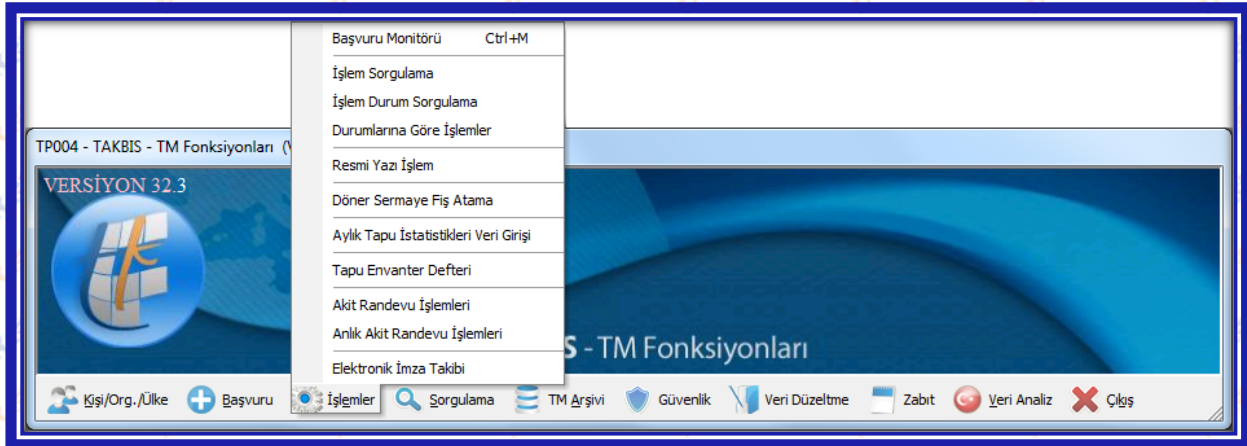 Başvuru Monitörü Ctrl+M
İşlem Sorgulama
İşlem Durum Sorgulama
Durumlarına Göre İşlemler
Resmi Yazı İşlem
Döner Sermaye Fiş Atama
Aylık Tapu İstatistikleri Veri Girişi
Tapu Envanter Defteri
Akit Randevu İşlemleri
Anlık Akit Randevu İşlemleri
Elektronik İmza Takibi
TP004 - TAKBIS - TM Fonksiyonları (
VERSİYON 32.3
S - TM Fonksiyonları
Kişi/Org./Ülke Başvuru İşlemler Sorgulama TM Arşivi Güvenlik Veri Düzeltme Zabıt Veri Analiz Çıkış